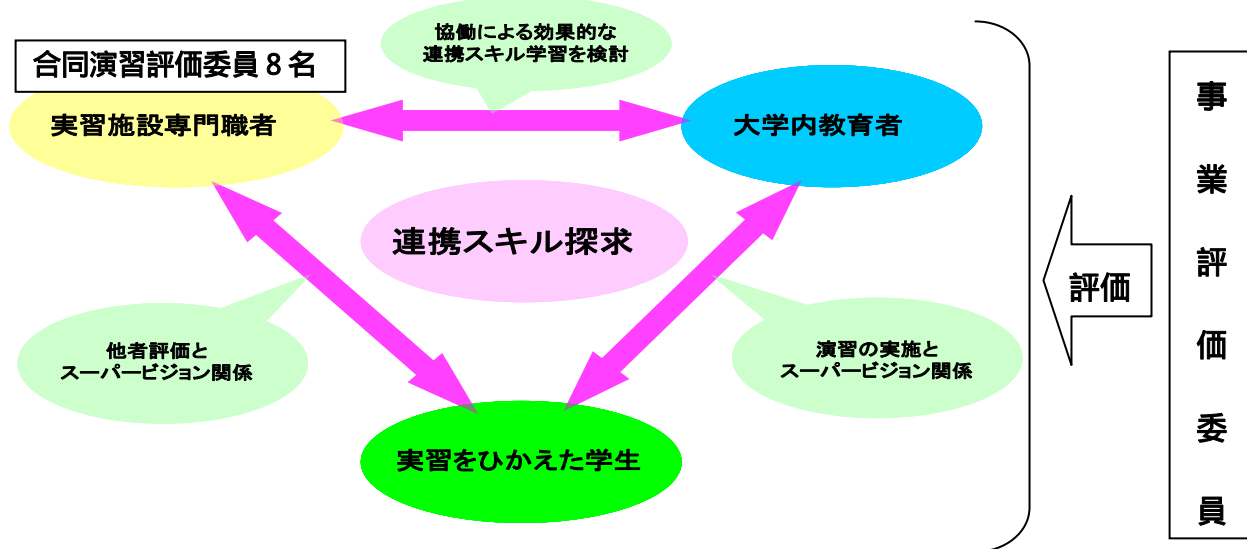 協働による効果的な
連携スキル学習を検討
合同演習評価委員8名
実習施設専門職者
大学内教育者
連携スキル探求
他者評価と
スーパービジョン関係
演習の実施と
スーパービジョン関係
実習をひかえた学生
評価
事業評価委員